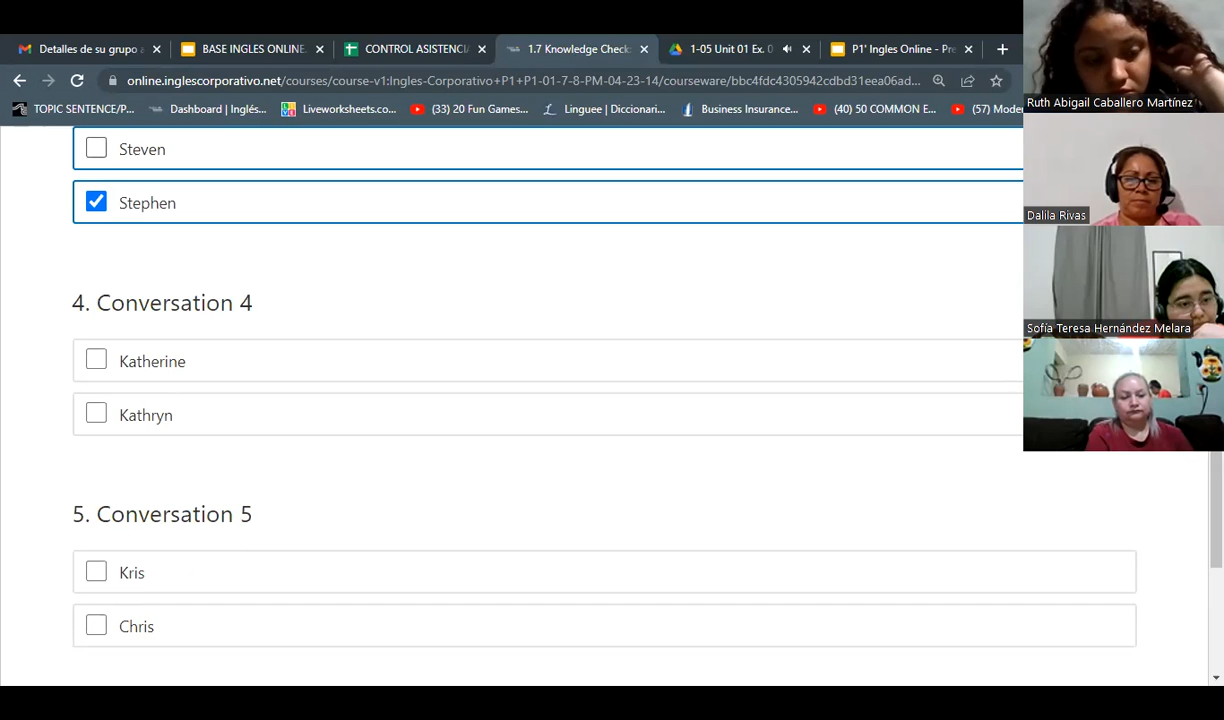 Detalles de su grupo a
BASE INGLES ONLINE.
CONTROL ASISTENCIA
1.7 Knowledge Check:
1-05 Unit 01 Ex. 0
P1' Ingles Online - Pre
online.inglescorporativo.net/courses/course-v1:Ingles-Corporativo+P1+P1-01-7-8-PM-04-23-14/courseware/bbc4fdc4305942cdbd31eea06ad...
TOPIC SENTENCE/P...
Dashboard | Inglés...
Liveworksheets.co...
(33) 20 Fun Games...
Linguee | Diccionari...
Business Insurance...
(40) 50 COMMON E...
(57) Moder
Steven
Stephen
4. Conversation 4
Katherine
Kathryn
5. Conversation 5
Kris
Chris
Ruth Abigail Caballero Martínez
Dalila Rivas
Sofía Teresa Hernández Melara